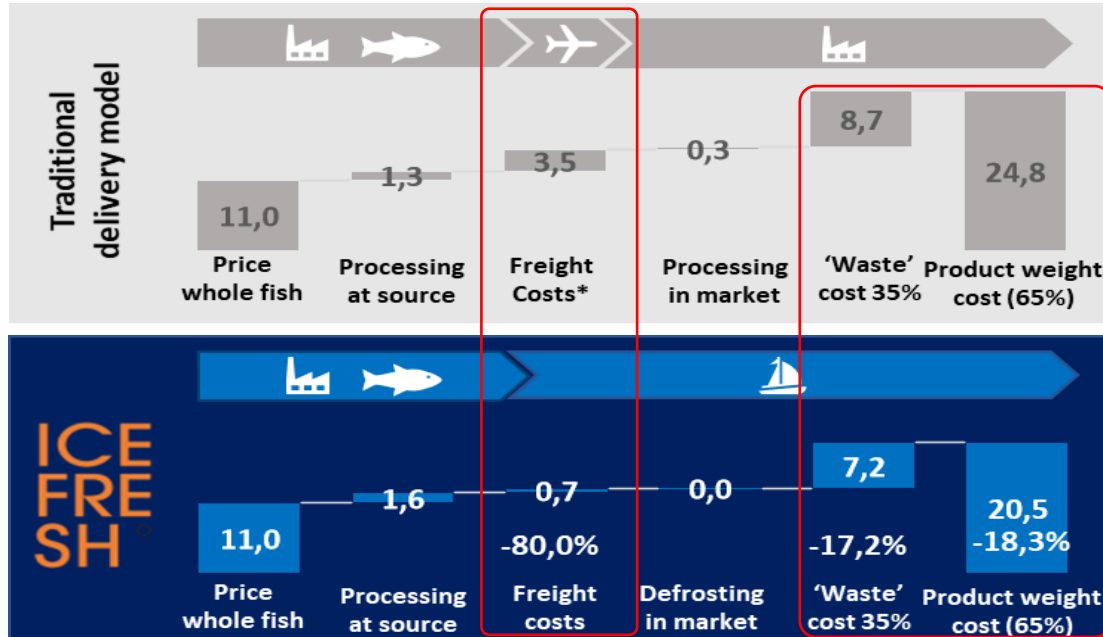 Traditional
delivery model
11,0
1,3
3,5
0,3
8,7
24,8
Price
whole fish
Processing
at source
Freight
Costs*
Processing
in market
‘Waste’
cost 35%
Product weight
cost (65%)
ICE
FRE
SH
11,0
1,6
0,7
0,0
7,2
20,5
-80,0%
-17,2%
-18,3%
Price
whole fish
Processing
at source
Freight
costs
Defrosting
in market
‘Waste’
cost 35%
Product weight
cost (65%)